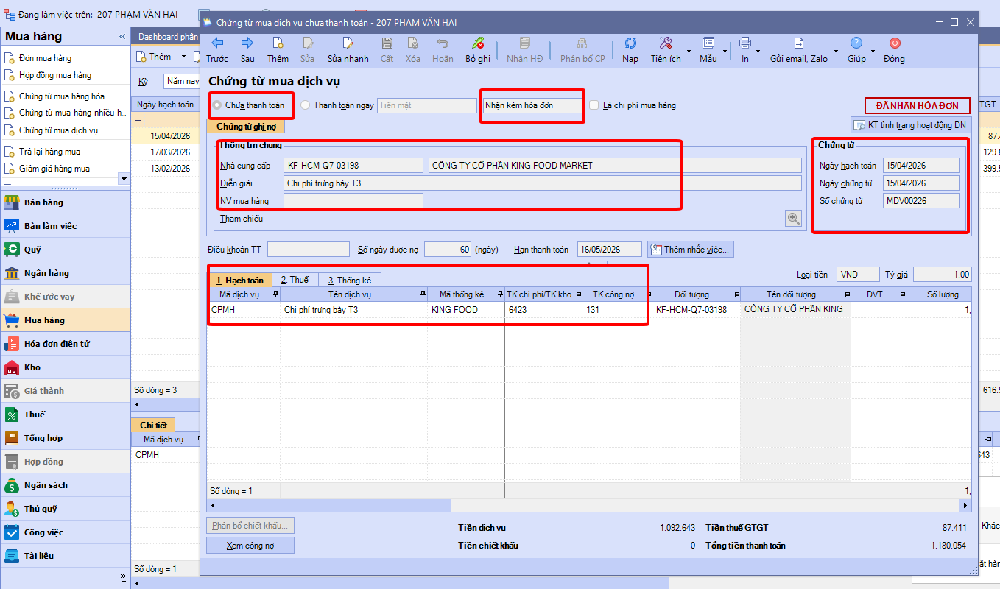 Đang làm việc trên: 207 PHẠM VĂN HAI
Mua hàng
«
Đơn mua hàng
Hợp đồng mua hàng
Chứng từ mua hàng hóa
Chứng từ mua hàng nhiều h...
Chứng từ mua dịch vụ
Trả lại hàng mua
Giảm giá hàng mua
Bán hàng
Bàn làm việc
Quỹ
Ngân hàng
Khế ước vay
Mua hàng
Hóa đơn điện tử
Kho
Giá thành
Thuế
Tổng hợp
Hợp đồng
Ngân sách
Thủ quỹ
Công việc
Tài liệu
»
Dashboard phân
Thêm
Kỳ Năm nay
Ngày hạch toán
=
15/04/2026
17/03/2026
13/02/2026
Số dòng = 3
Chi tiết
Mã dịch vụ
CPMH
Số dòng = 1
Chứng từ mua dịch vụ chưa thanh toán - 207 PHẠM VĂN HAI
Trước Sau Thêm Sửa Sửa nhanh Cất Xóa Hoãn Bỏ ghi Nhận HĐ Phân bổ CP Nạp Tiện ích Mẫu In Gửi email, Zalo Giúp Đóng
Chứng từ mua dịch vụ
Chưa thanh toán Thanh toán ngay Tiền mặt Nhận kèm hóa đơn Là chi phí mua hàng ĐÃ NHẬN HÓA ĐƠN
Chứng từ ghi nợ KT tình trạng hoạt động DN
Thông tin chung
Nhà cung cấp KF-HCM-Q7-03198 CÔNG TY CỔ PHẦN KING FOOD MARKET
Diễn giải Chi phí trưng bày T3
NV mua hàng
Tham chiếu
Chứng từ
Ngày hạch toán 15/04/2026
Ngày chứng từ 15/04/2026
Số chứng từ MDV00226
Điều khoản TT Số ngày được nợ 60 (ngày) Hạn thanh toán 16/05/2026 Thêm nhắc việc...
1. Hạch toán 2. Thuế 3. Thống kê Loại tiền VND Tỷ giá 1,00
Mã dịch vụ Tên dịch vụ Mã thống kê TK chi phí/TK kho TK công nợ Đối tượng Tên đối tượng ĐVT Số lượng
CPMH Chi phí trưng bày T3 KING FOOD 6423 131 KF-HCM-Q7-03198 CÔNG TY CỔ PHẦN KING 1,
Số dòng = 1 1,
Phân bổ chiết khấu... Tiền dịch vụ 1.092.643 Tiền thuế GTGT 87.411
Xem công nợ Tiền chiết khấu 0 Tổng tiền thanh toán 1.180.054
TGT
87.4
129.6
399.5
616.5
643
Khác
ặt hàn